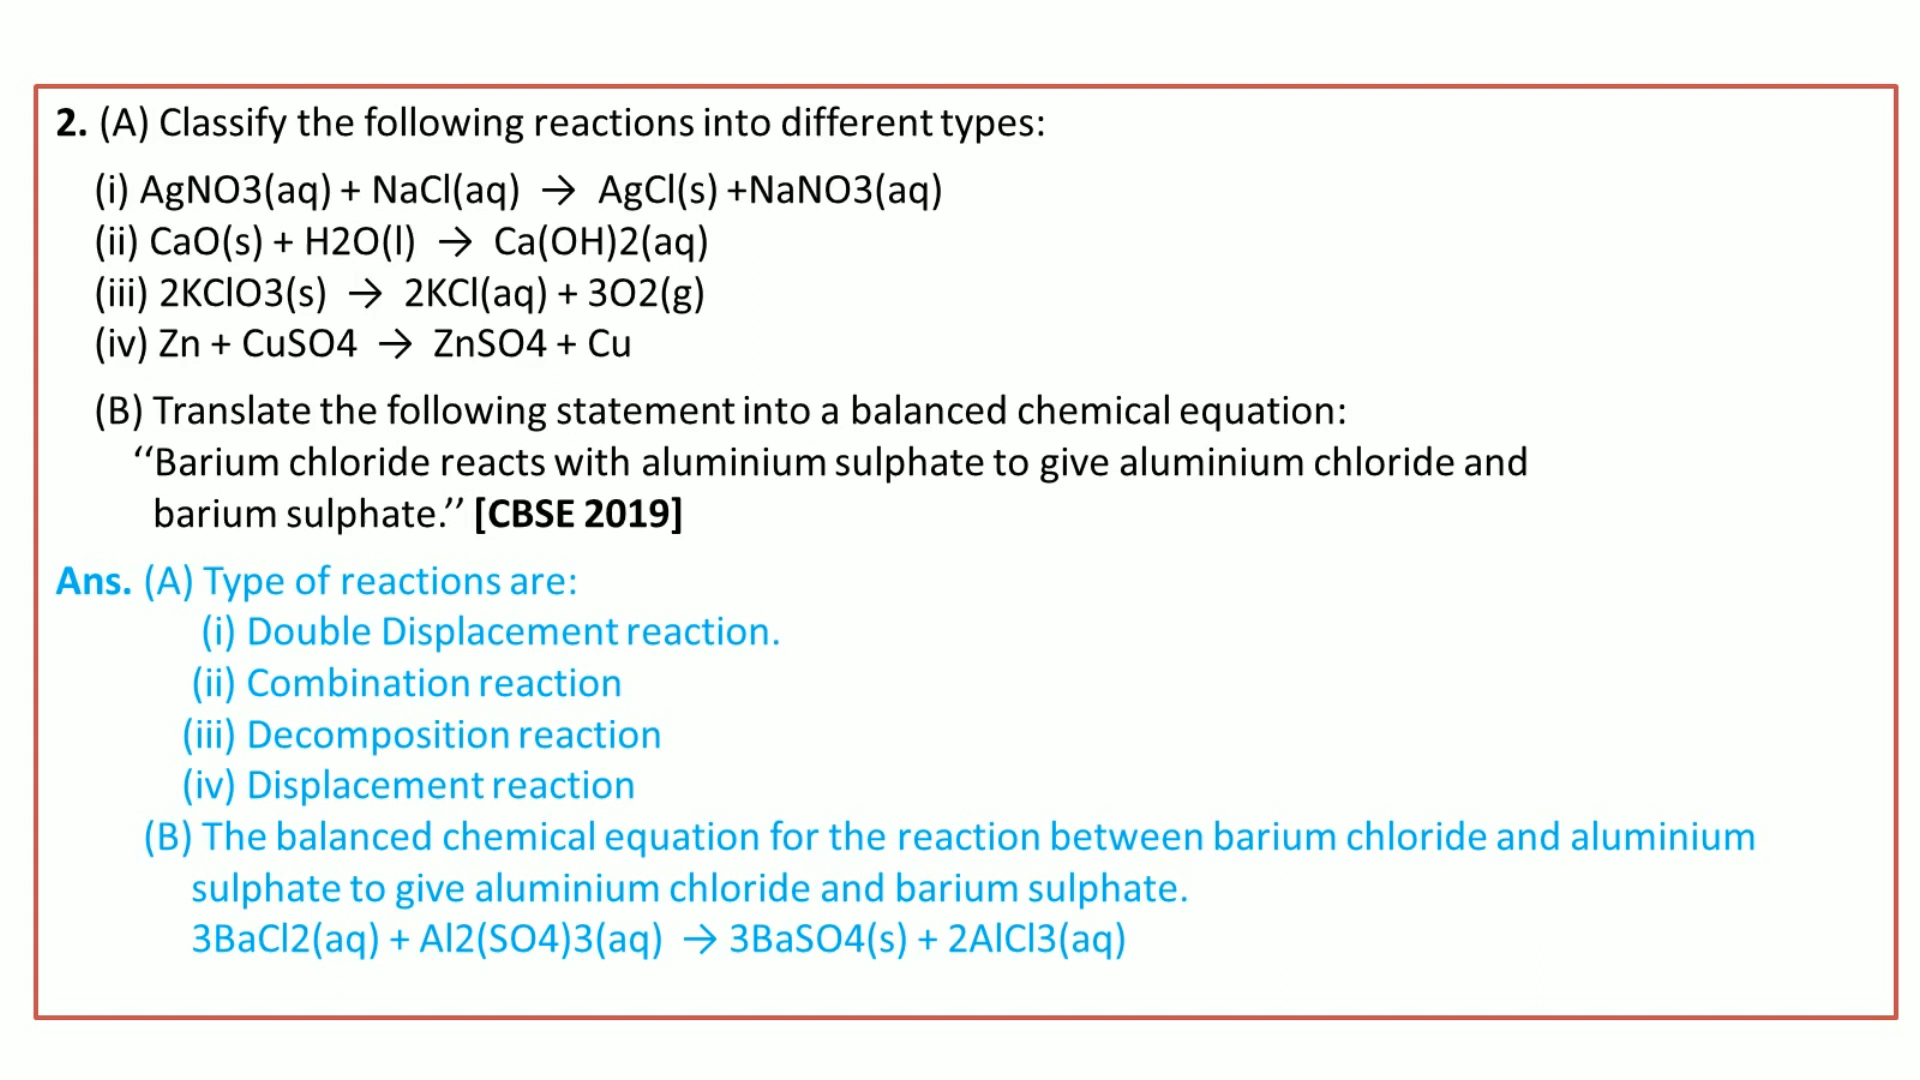 2. (A) Classify the following reactions into different types:
(i) AgNO3(aq) + NaCl(aq) → AgCl(s) +NaNO3(aq)
(ii) CaO(s) + H2O(l) → Ca(OH)2(aq)
(iii) 2KClO3(s) → 2KCl(aq) + 3O2(g)
(iv) Zn + CuSO4 → ZnSO4 + Cu
(B) Translate the following statement into a balanced chemical equation:
‘‘Barium chloride reacts with aluminium sulphate to give aluminium chloride and
barium sulphate.’’ [CBSE 2019]
Ans. (A) Type of reactions are:
(i) Double Displacement reaction.
(ii) Combination reaction
(iii) Decomposition reaction
(iv) Displacement reaction
(B) The balanced chemical equation for the reaction between barium chloride and aluminium
sulphate to give aluminium chloride and barium sulphate.
3BaCl2(aq) + Al2(SO4)3(aq) → 3BaSO4(s) + 2AlCl3(aq)